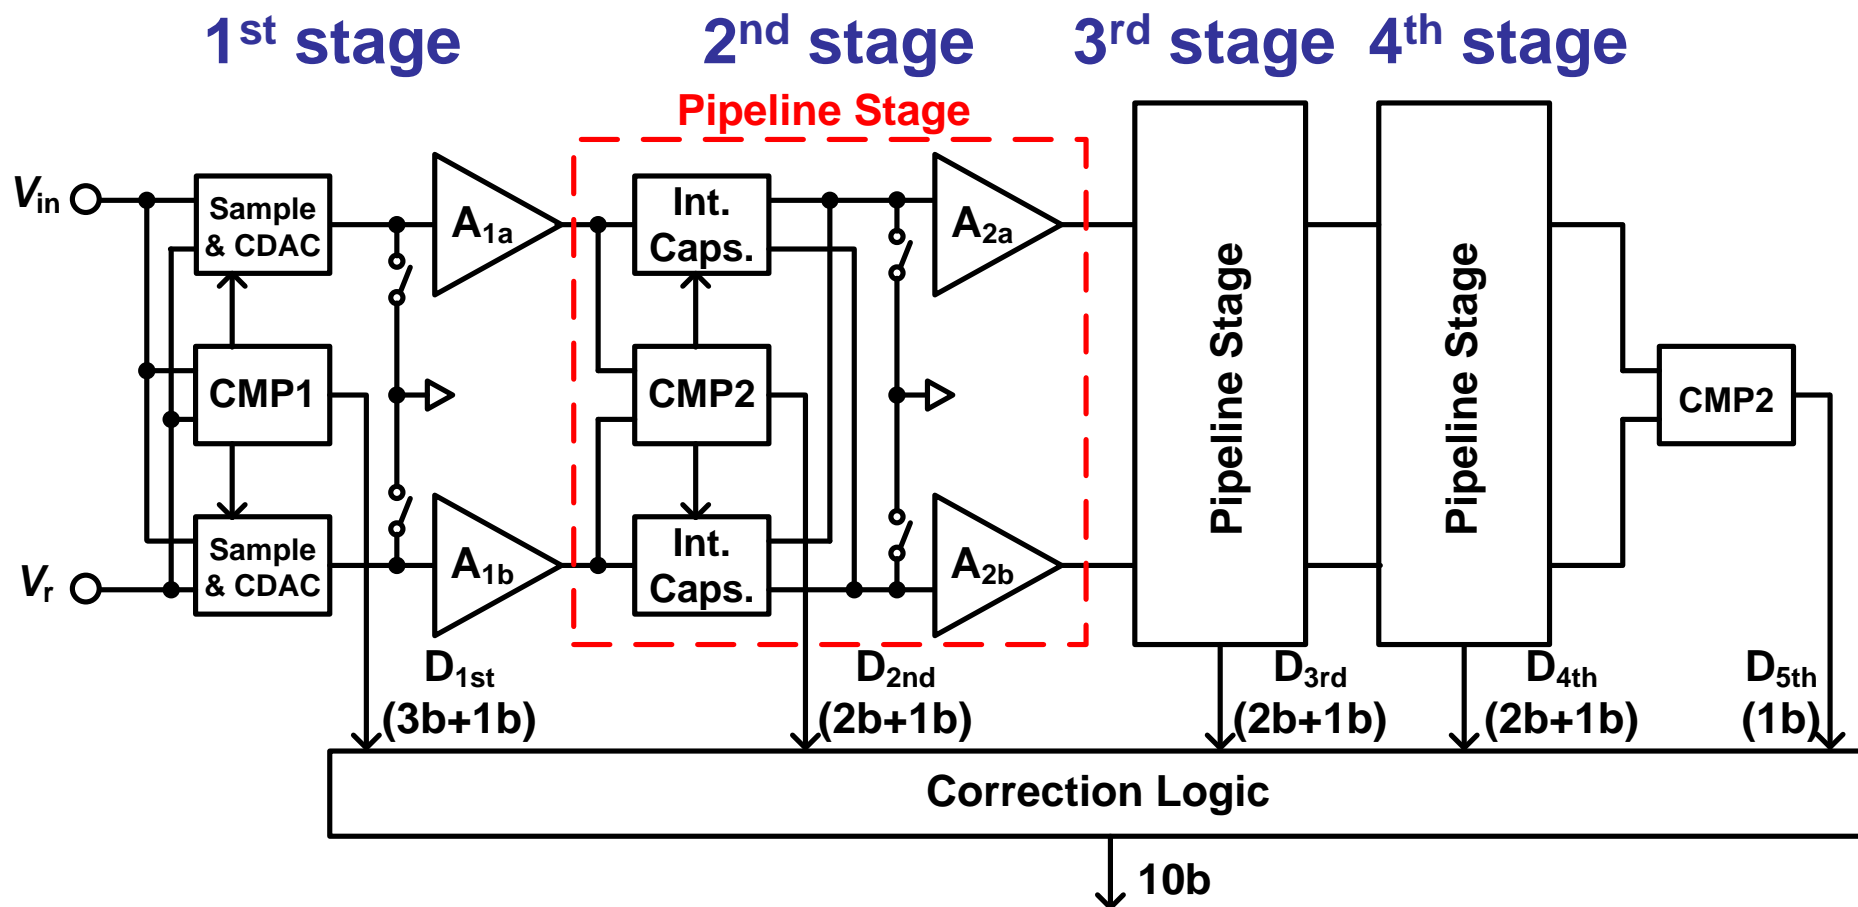 1st stage
2nd stage
3rd stage
4th stage
Pipeline Stage
Vin
Sample
& CDAC
A1a
Int.
Caps.
A2a
CMP1
CMP2
Pipeline Stage
Pipeline Stage
CMP2
Vr
Sample
& CDAC
A1b
Int.
Caps.
A2b
D1st
(3b+1b)
D2nd
(2b+1b)
D3rd
(2b+1b)
D4th
(2b+1b)
D5th
(1b)
Correction Logic
10b